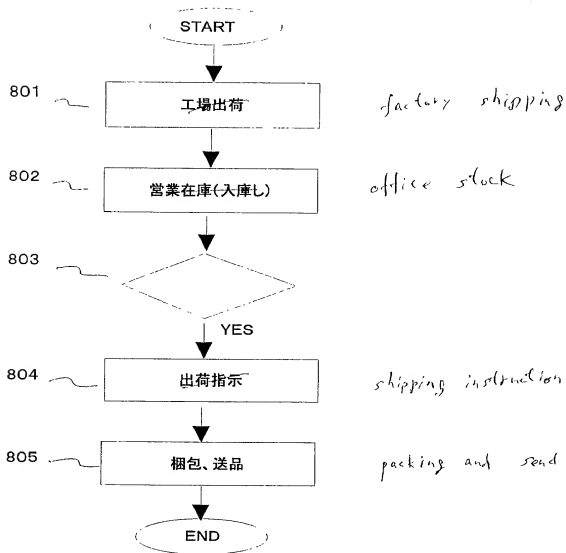 START
801 工場出荷 factory shipping
802 営業在庫(入庫し) office stock
803
YES
804 出荷指示 shipping instruction
805 梱包、送品 packing and send
END